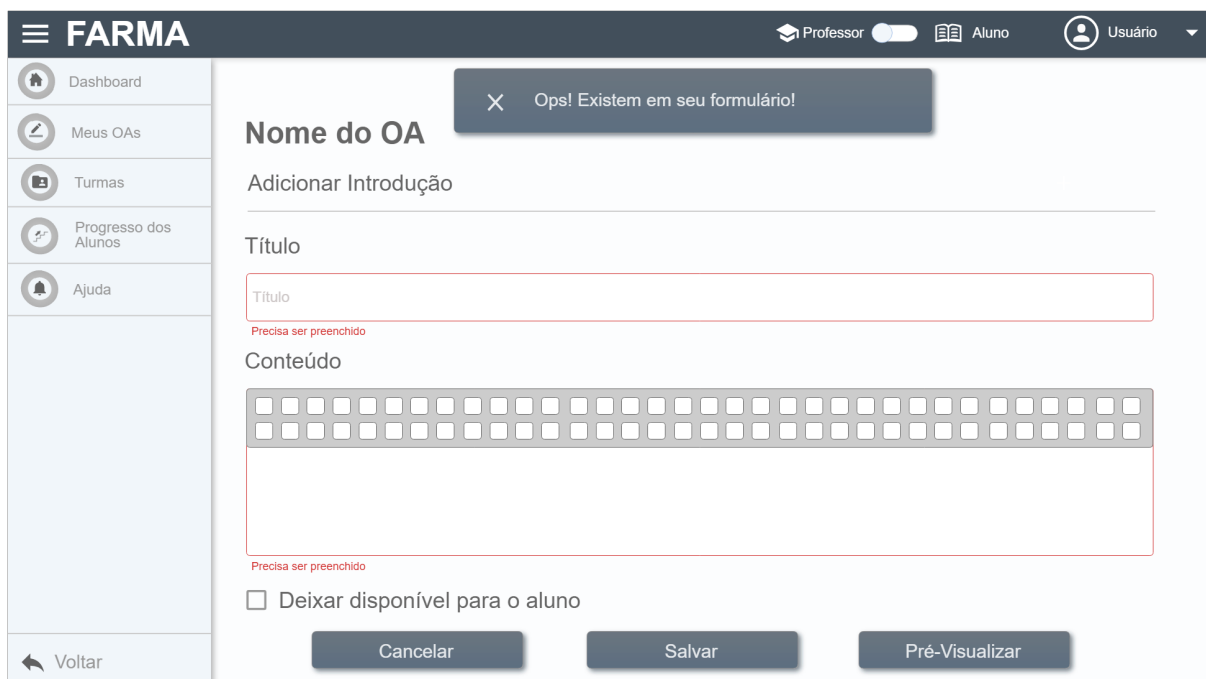 FARMA
Professor
Aluno
Usuário
Dashboard
Meus OAs
Turmas
Progresso dos
Alunos
Ajuda
Voltar
Ops! Existem em seu formulário!
Nome do OA
Adicionar Introdução
Título
Título
Precisa ser preenchido
Conteúdo
Precisa ser preenchido
Deixar disponível para o aluno
Cancelar
Salvar
Pré-Visualizar